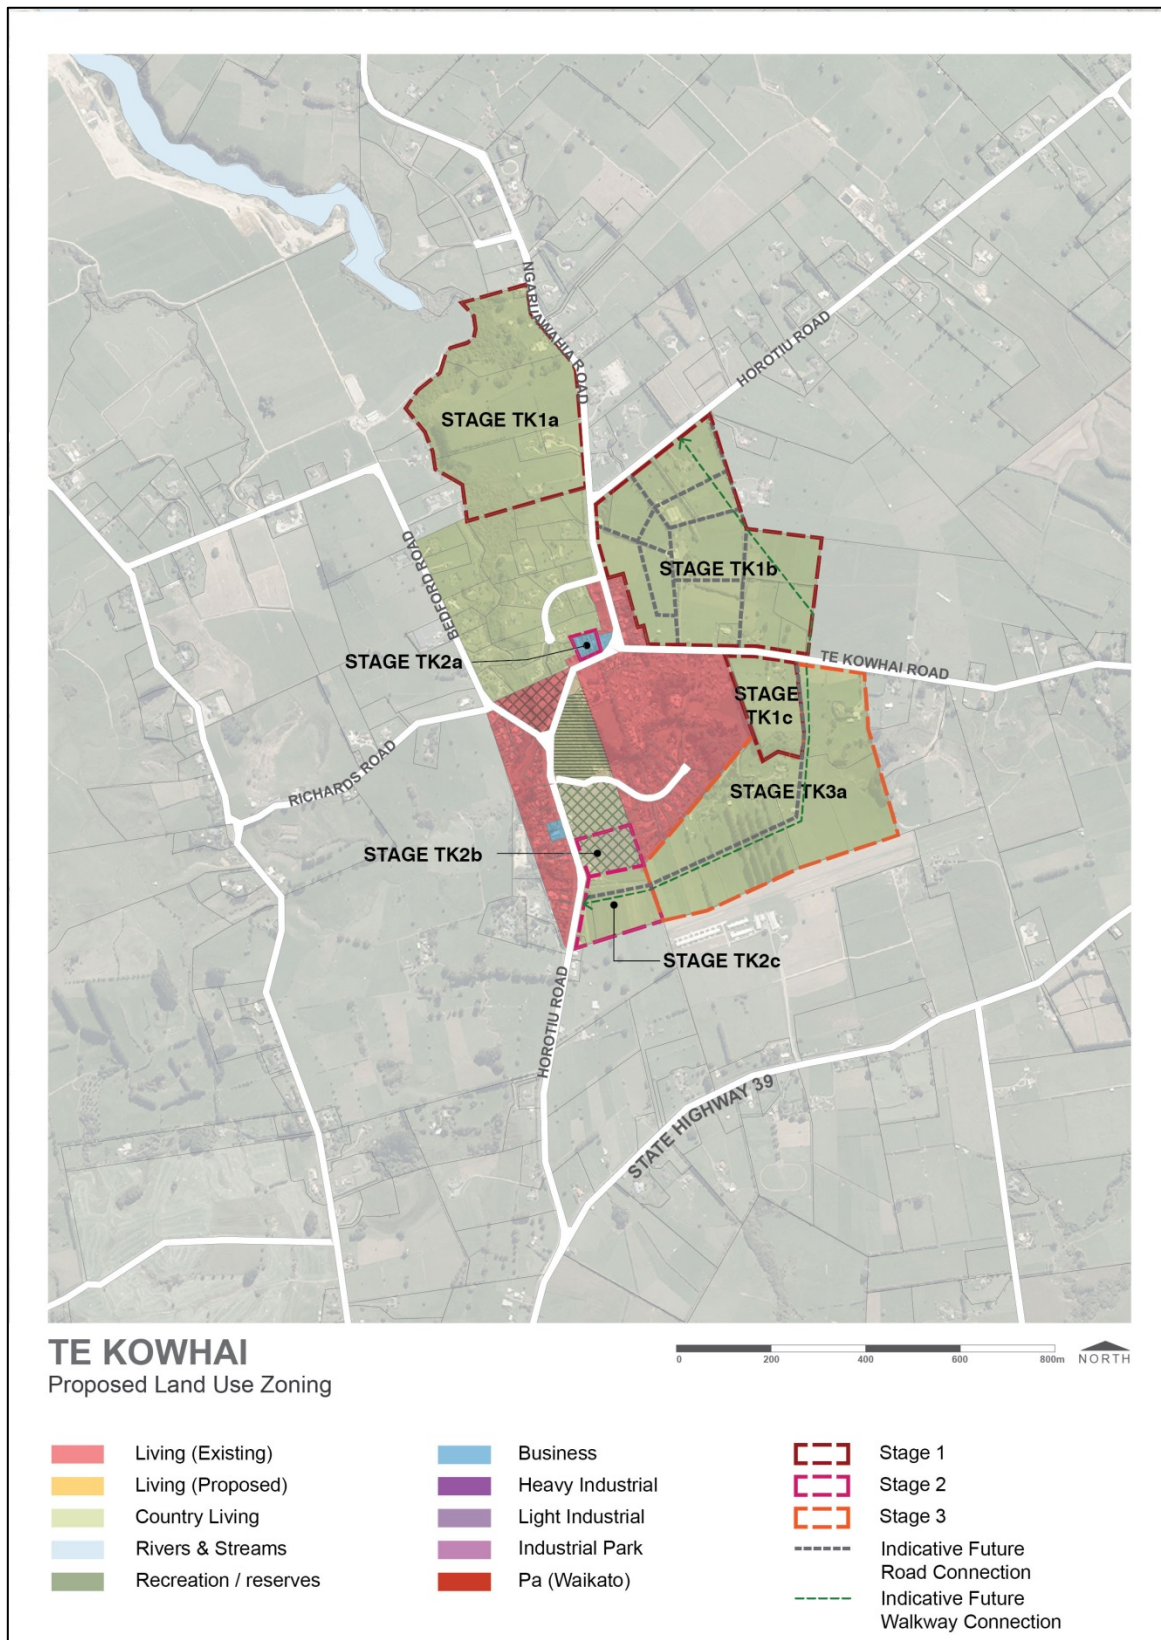 NGARUAWAHIA ROAD
HOROTIU ROAD
STAGE TK1a
BEDFORD ROAD
STAGE TK1b
STAGE TK2a
TE KOWHAI ROAD
STAGE
TK1c
RICHARDS ROAD
STAGE TK3a
STAGE TK2b
STAGE TK2c
HOROTIU ROAD
STATE HIGHWAY 39
TE KOWHAI
Proposed Land Use Zoning
0 200 400 600 800m
NORTH
Living (Existing)
Living (Proposed)
Country Living
Rivers & Streams
Recreation / reserves
Business
Heavy Industrial
Light Industrial
Industrial Park
Pa (Waikato)
Stage 1
Stage 2
Stage 3
Indicative Future
Road Connection
Indicative Future
Walkway Connection